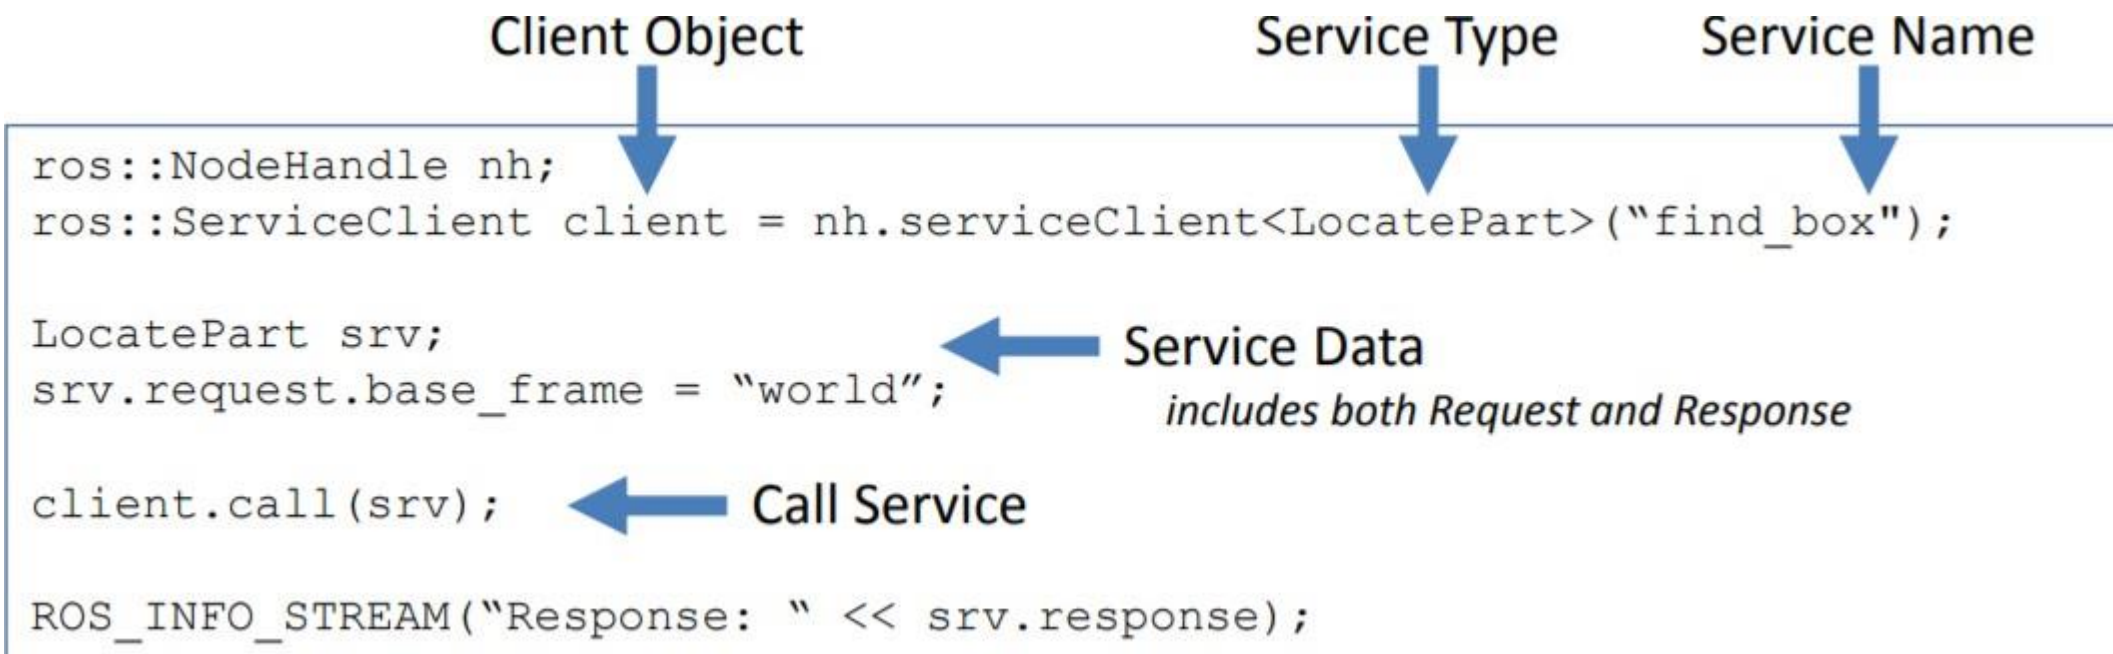 Client Object Service Type Service Name
ros::NodeHandle nh;
ros::ServiceClient client = nh.serviceClient<LocatePart>(“find_box");
LocatePart srv;
srv.request.base_frame = “world”;
Service Data
includes both Request and Response
client.call(srv);
Call Service
ROS_INFO_STREAM(“Response: “ << srv.response);